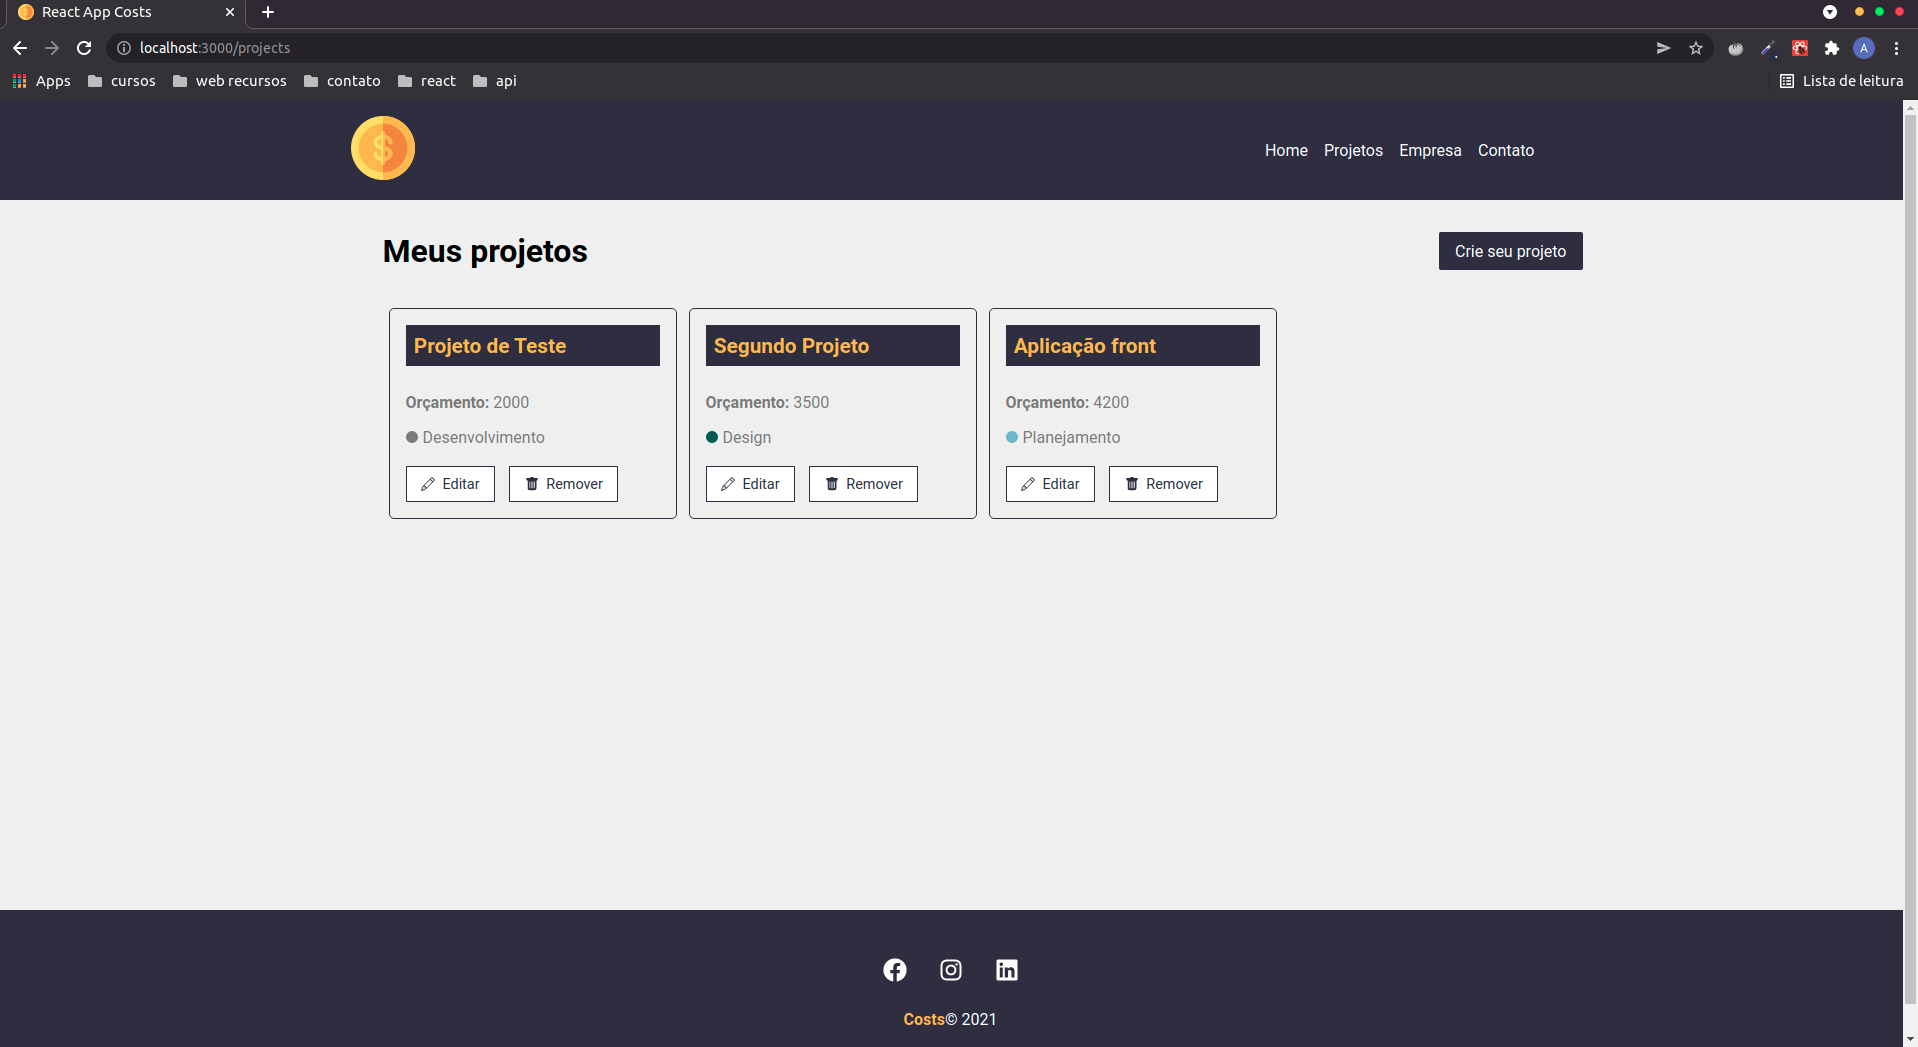 React App Costs
localhost:3000/projects
A
Apps cursos web recursos contato react api Lista de leitura
$
Home Projetos Empresa Contato
Meus projetos
Crie seu projeto
Projeto de Teste
Orçamento: 2000
Desenvolvimento
Editar Remover
Segundo Projeto
Orçamento: 3500
Design
Editar Remover
Aplicação front
Orçamento: 4200
Planejamento
Editar Remover
in
Costs© 2021